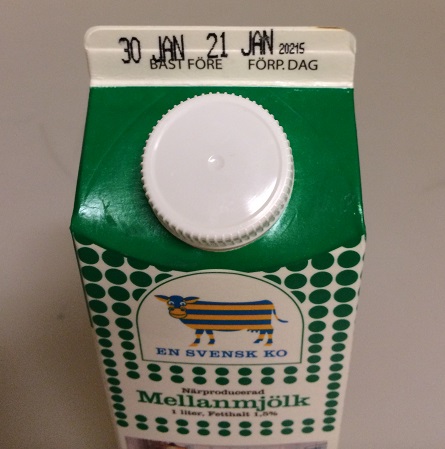 30 JAN 21 JAN 20215
BÄST FÖRE FÖRP. DAG
EN SVENSK KO
Närproducerad
Mellanmjölk
1 liter, Fetthalt 1,5%